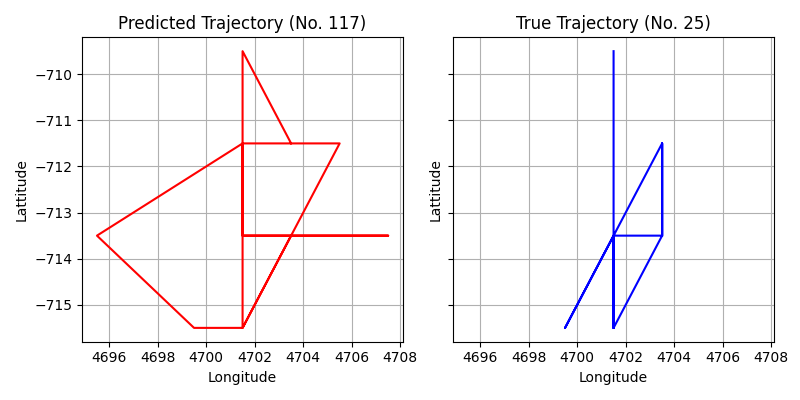 Predicted Trajectory (No. 117)
True Trajectory (No. 25)
Lattitude
−710
−711
−712
−713
−714
−715
4696 4698 4700 4702 4704 4706 4708
Longitude
Lattitude
4696 4698 4700 4702 4704 4706 4708
Longitude